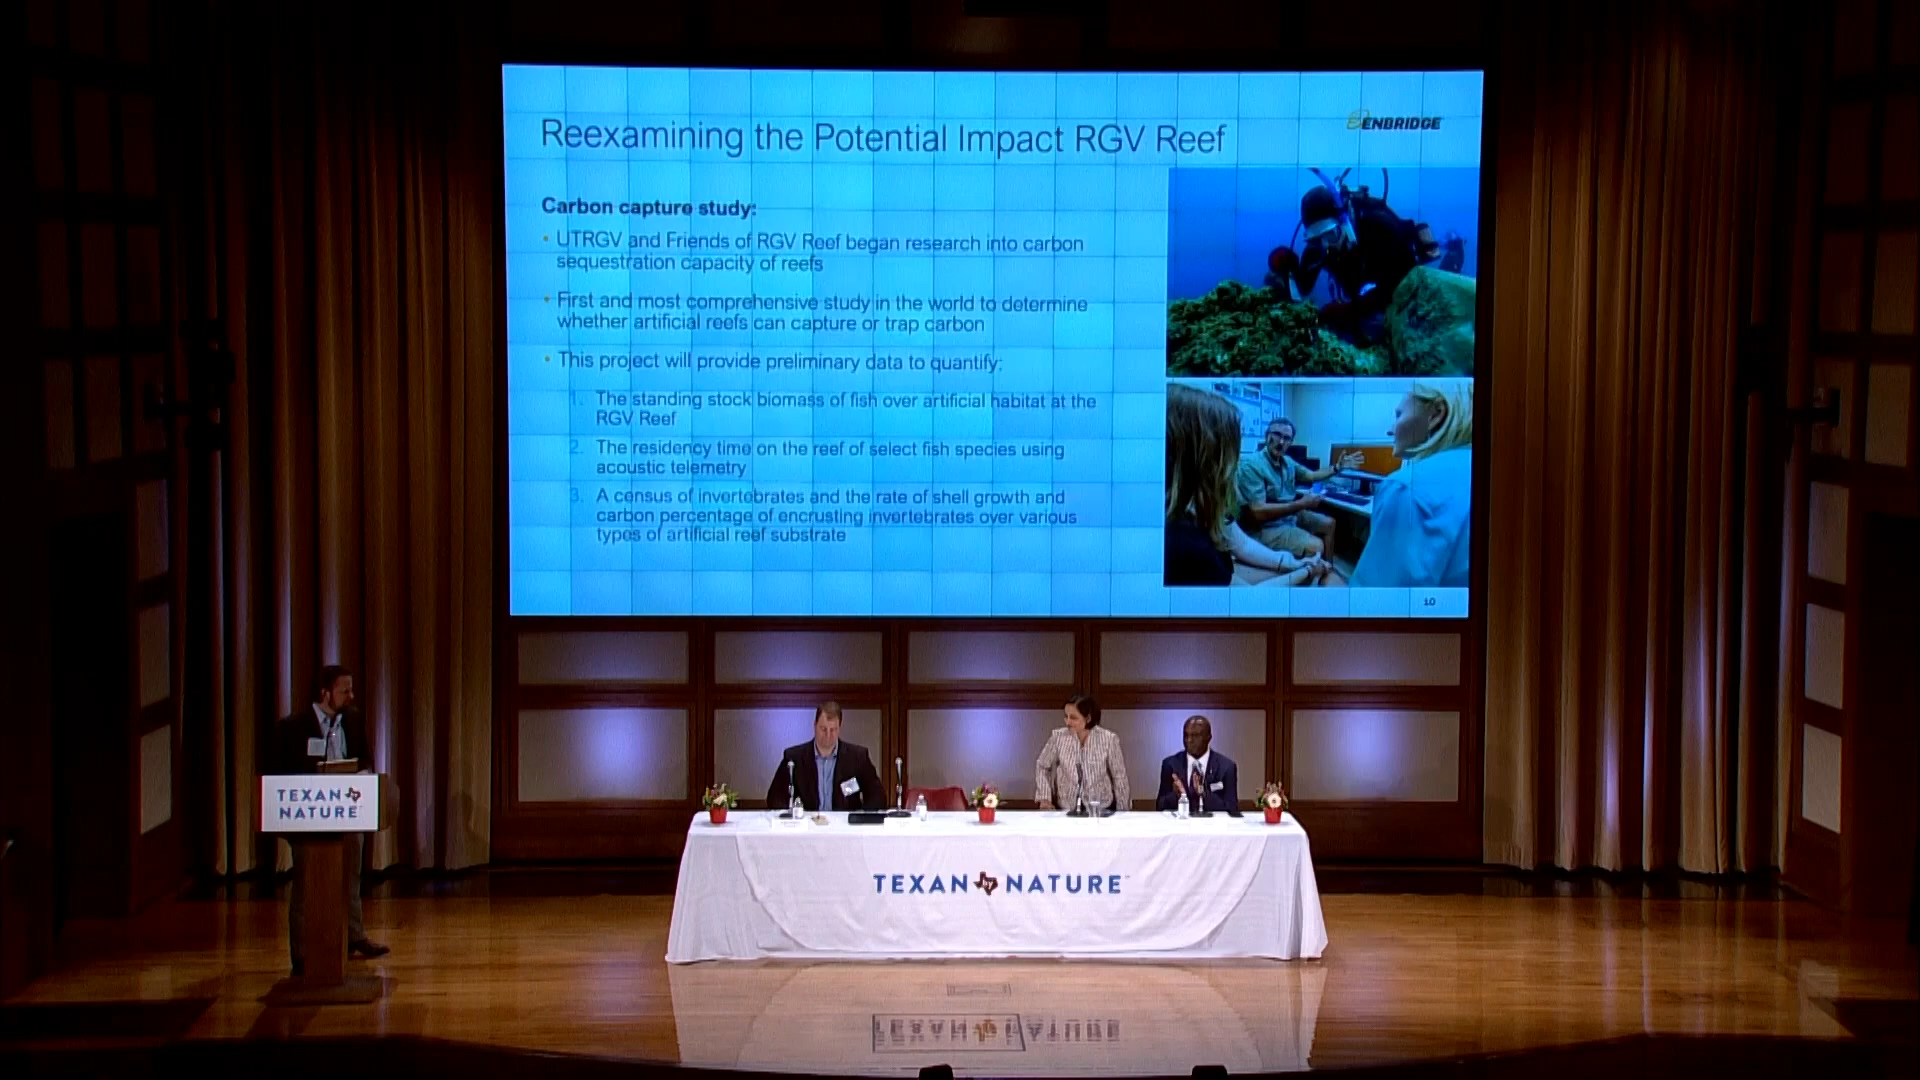 Reexamining the Potential Impact RGV Reef
ENBRIDGE
Carbon capture study:
• UTRGV and Friends of RGV Reef began research into carbon
sequestration capacity of reefs
• First and most comprehensive study in the world to determine
whether artificial reefs can capture or trap carbon
• This project will provide preliminary data to quantify:
1. The standing stock biomass of fish over artificial habitat at the
RGV Reef
2. The residency time on the reef of select fish species using
acoustic telemetry
3. A census of invertebrates and the rate of shell growth and
carbon percentage of encrusting invertebrates over various
types of artificial reef substrate
10
TEXAN BY
NATURE
TEXAN BY NATURE